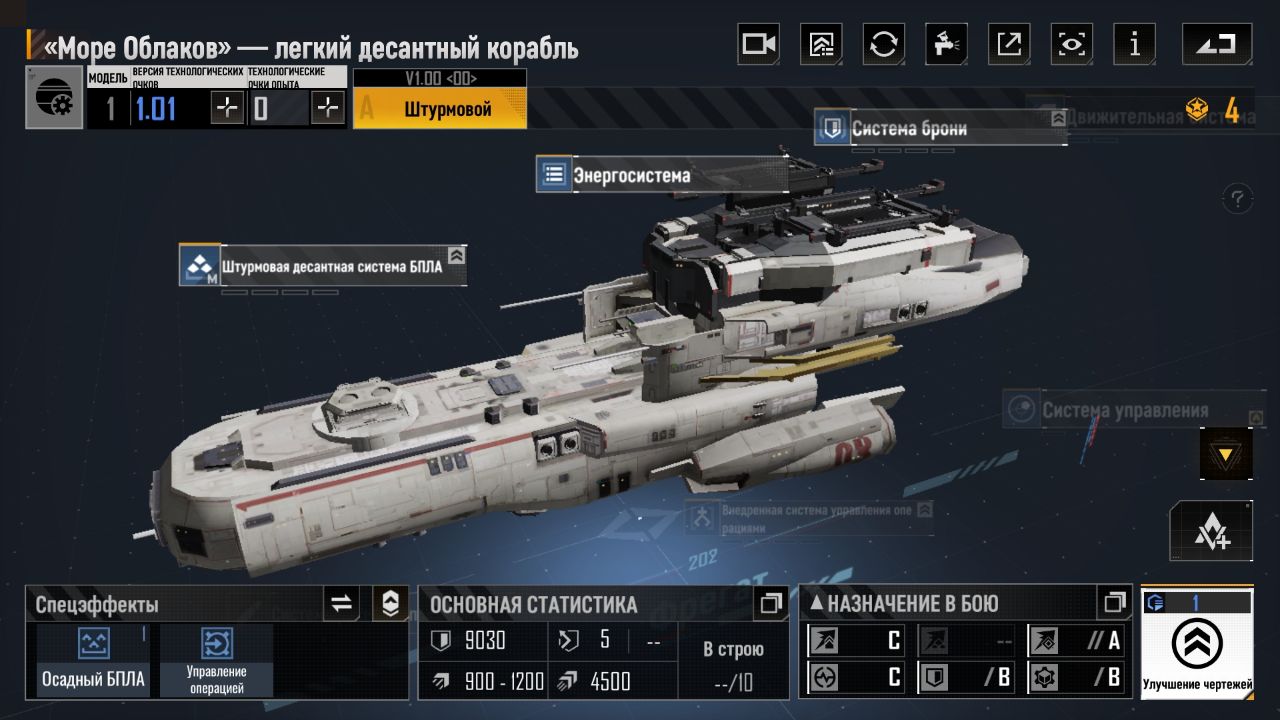 «Море Облаков» — легкий десантный корабль
МОДЕЛЬ
ВЕРСИЯ ТЕХНОЛОГИЧЕСКИХ
ОЧКОВ
ТЕХНОЛОГИЧЕСКИЕ
ОЧКИ ОПЫТА
1
1.01
0
V1.00 <00>
A Штурмовой
4
Движительная система
Система брони
Энергосистема
Штурмовая десантная система БПЛА
M
Система управления
Внедренная система управления опе
рациями
08
202
Фрегат
Спецэффекты
I
Осадный БПЛА
Управление
операцией
ОСНОВНАЯ СТАТИСТИКА
9030
5
--
900 - 1200
4500
В строю
--/10
▲НАЗНАЧЕНИЕ В БОЮ
C
--
// A
C
/ B
/ B
1
Улучшение чертежей